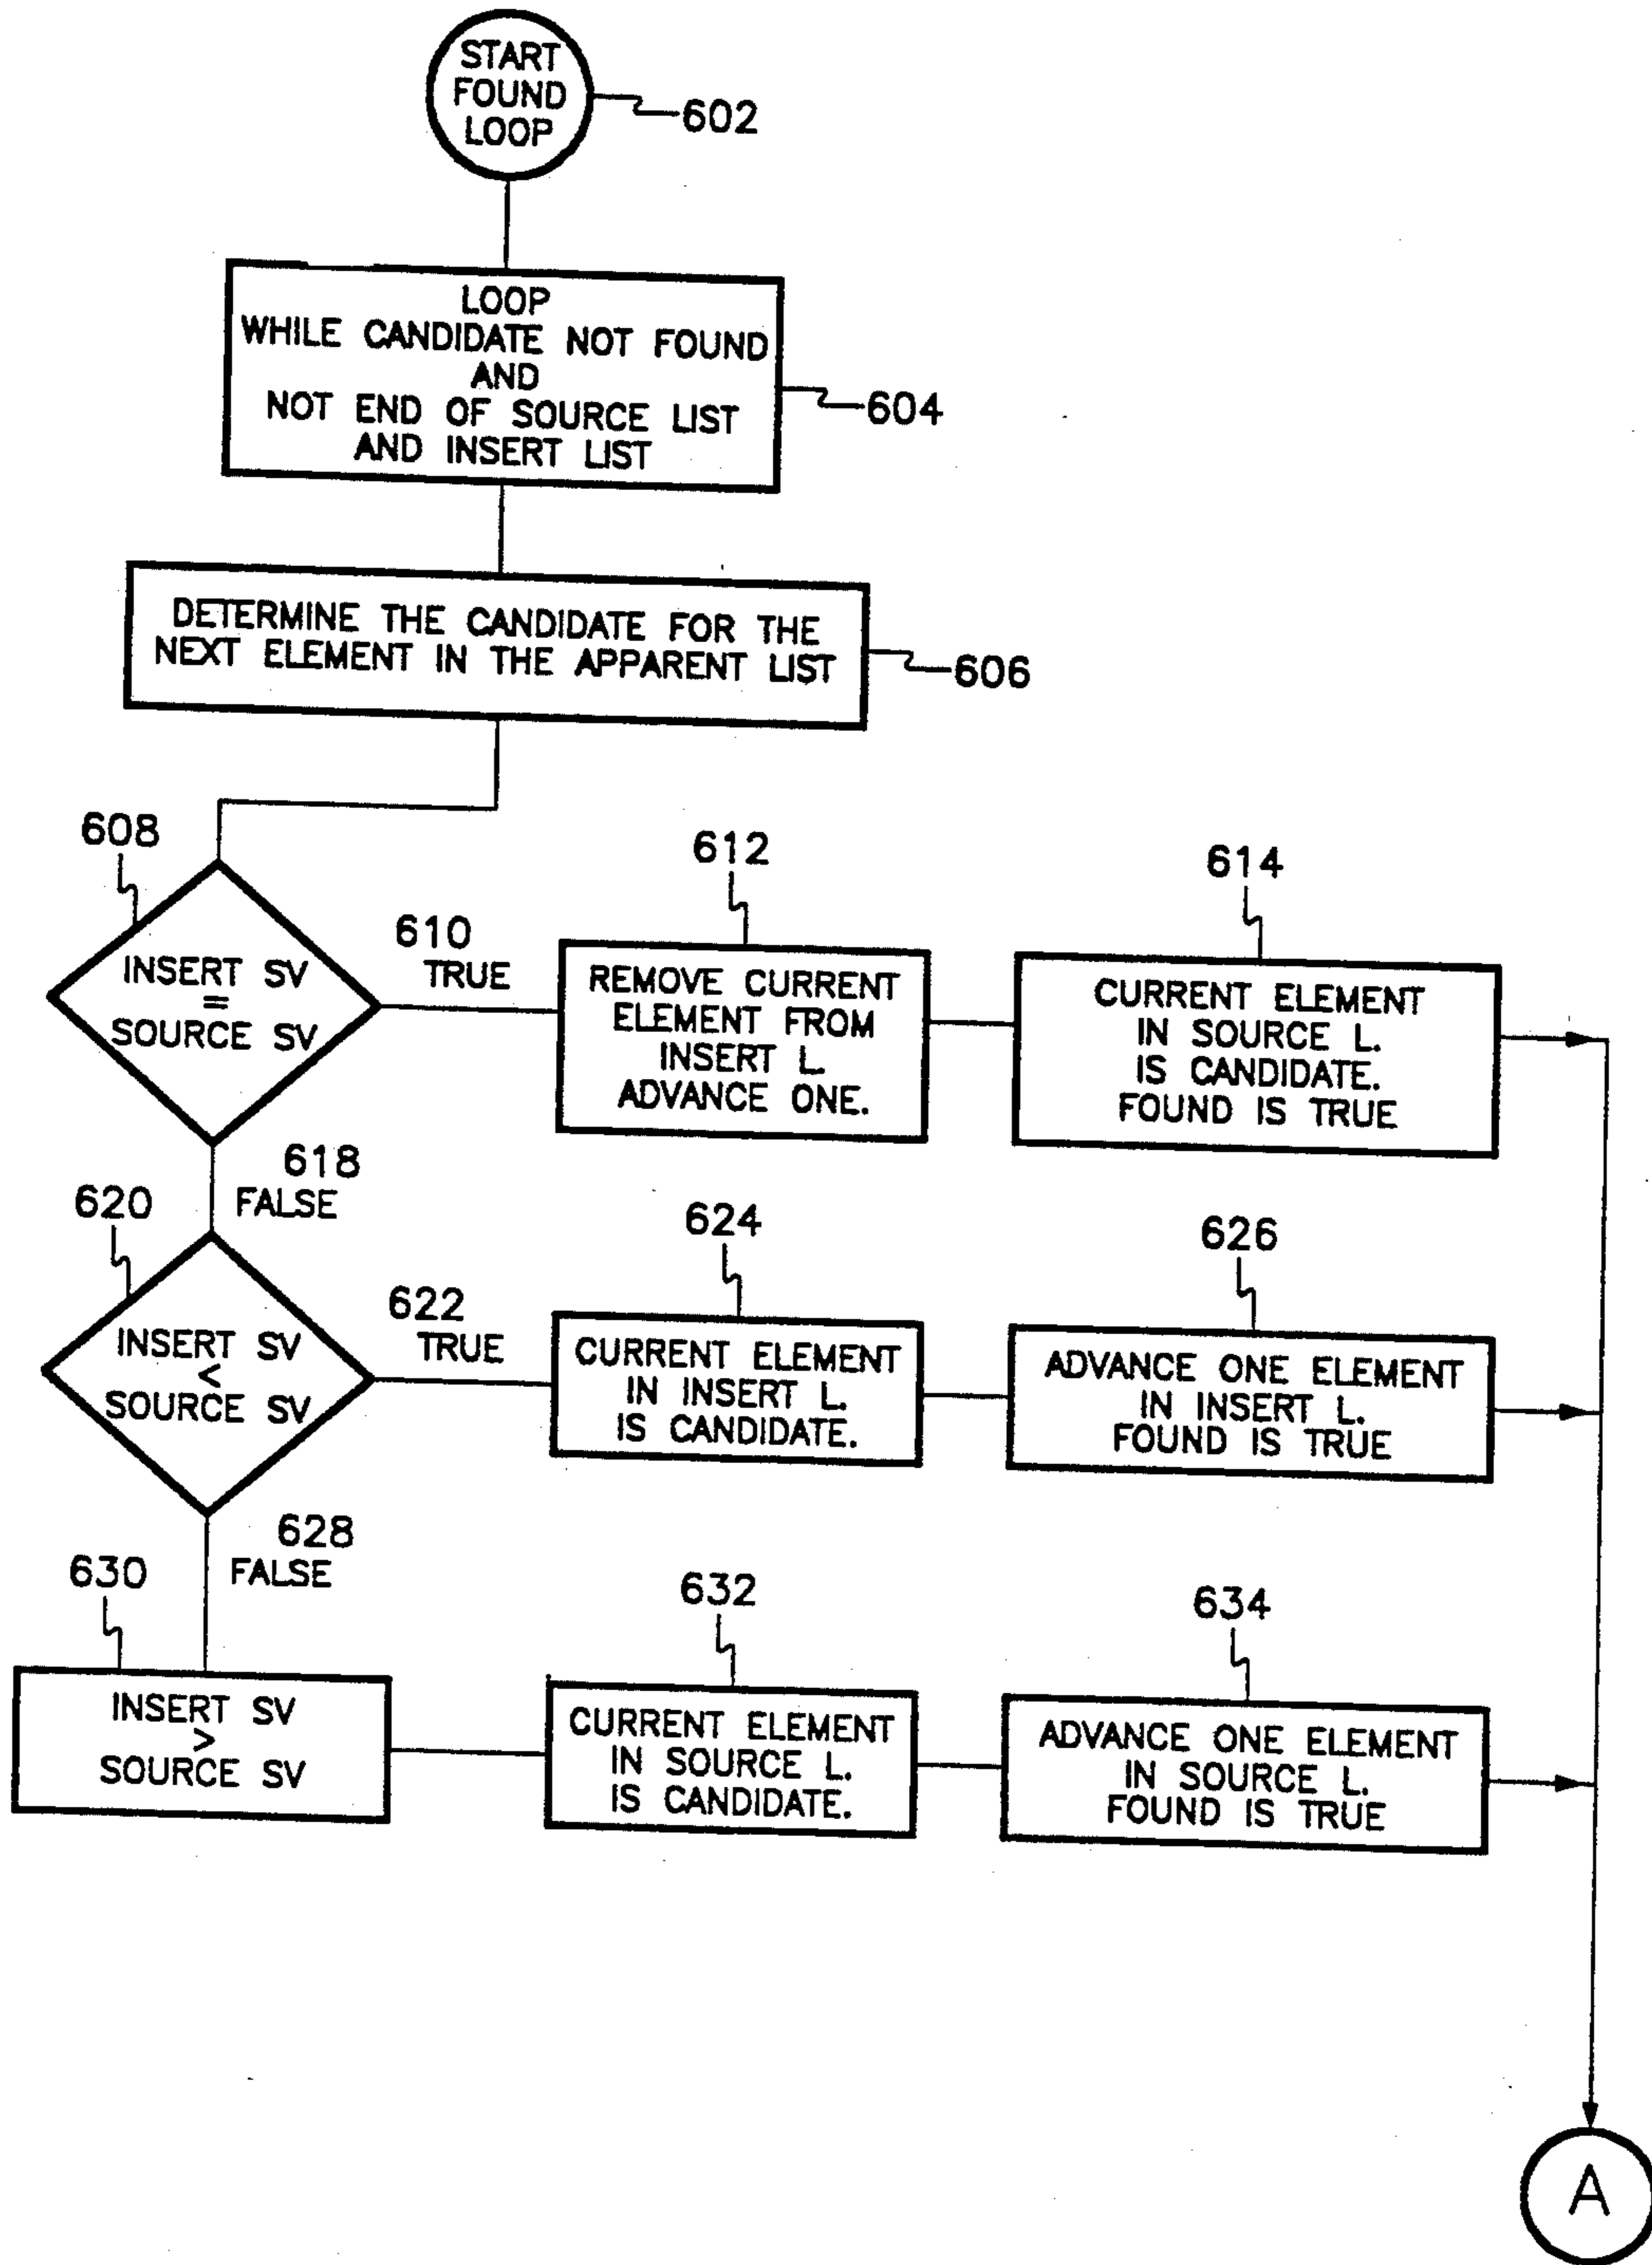 START
FOUND
LOOP
602
LOOP
WHILE CANDIDATE NOT FOUND
AND
NOT END OF SOURCE LIST
AND INSERT LIST
604
DETERMINE THE CANDIDATE FOR THE
NEXT ELEMENT IN THE APPARENT LIST
606
608
INSERT SV
=
SOURCE SV
610
TRUE
612
REMOVE CURRENT
ELEMENT FROM
INSERT L.
ADVANCE ONE.
614
CURRENT ELEMENT
IN SOURCE L.
IS CANDIDATE.
FOUND IS TRUE
618
FALSE
620
INSERT SV
<
SOURCE SV
622
TRUE
624
CURRENT ELEMENT
IN INSERT L.
IS CANDIDATE.
626
ADVANCE ONE ELEMENT
IN INSERT L.
FOUND IS TRUE
628
FALSE
630
INSERT SV
>
SOURCE SV
632
CURRENT ELEMENT
IN SOURCE L.
IS CANDIDATE.
634
ADVANCE ONE ELEMENT
IN SOURCE L.
FOUND IS TRUE
A